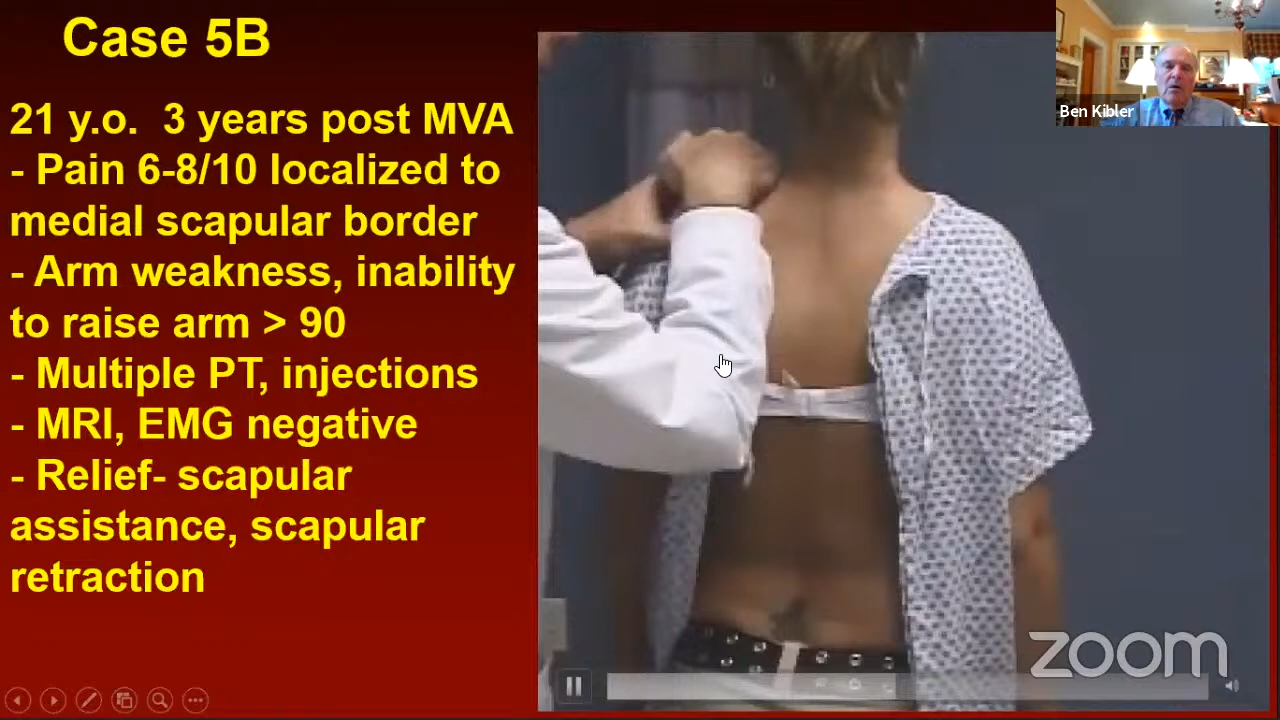 Case 5B
Ben Kibler
21 y.o. 3 years post MVA
- Pain 6-8/10 localized to
medial scapular border
- Arm weakness, inability
to raise arm > 90
- Multiple PT, injections
- MRI, EMG negative
- Relief- scapular
assistance, scapular
retraction
zoom